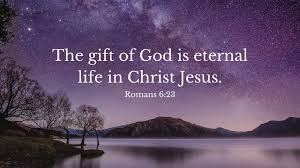 The gift of God is eternal
life in Christ Jesus.
Romans 6:23